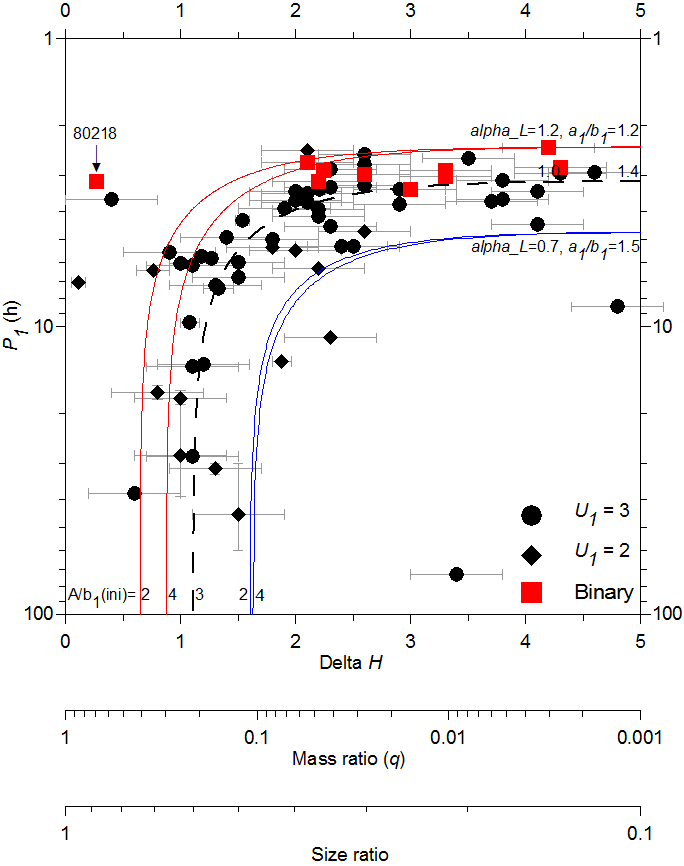 0 1 2 3 4 5
1 1
80218
alpha_L=1.2, a1/b1=1.2
1.0 1.4
alpha_L=0.7, a1/b1=1.5
P1 (h)
10 10
U1 = 3
U1 = 2
Binary
A/b1(ini)= 2 4 3 2 4
100 100
0 1 2 3 4 5
Delta H
1 0.1 0.01 0.001
Mass ratio (q)
1 0.1
Size ratio